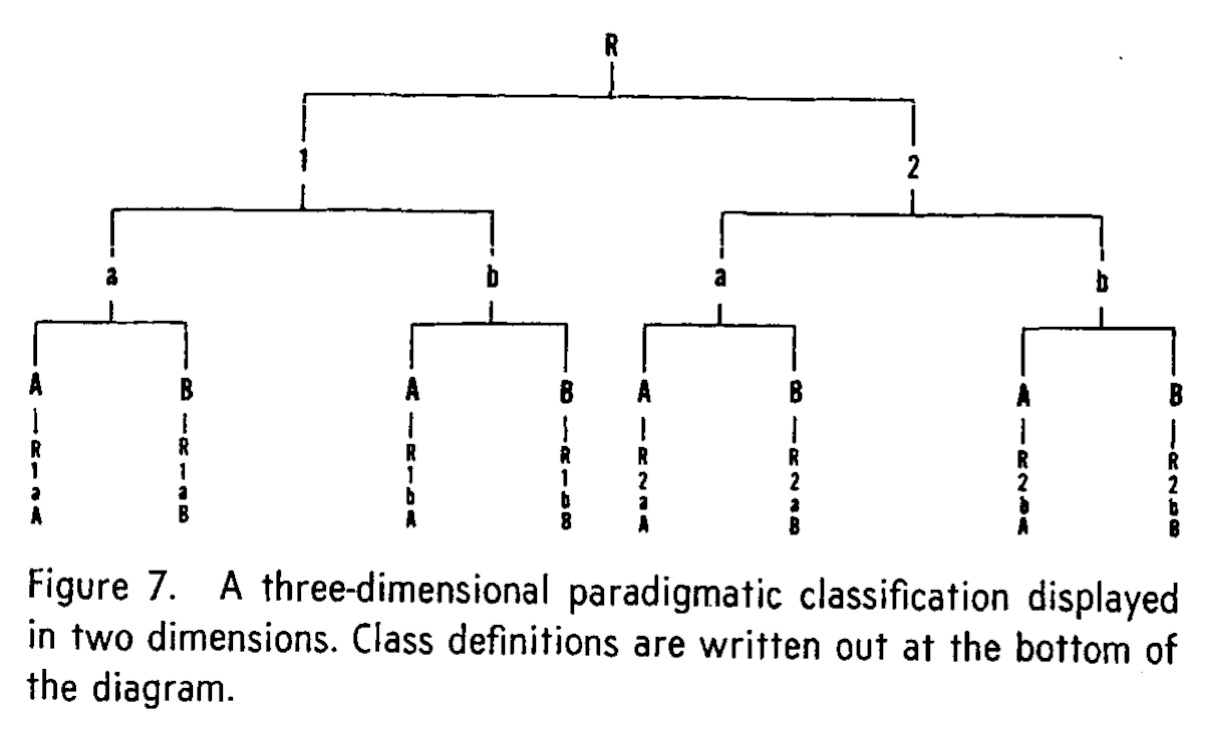 R
1 2
a b a b
A B A B A B A B
R1aA R1aB R1bA R1bB R2aA R2aB R2bA R2bB
Figure 7. A three-dimensional paradigmatic classification displayed
in two dimensions. Class definitions are written out at the bottom of
the diagram.